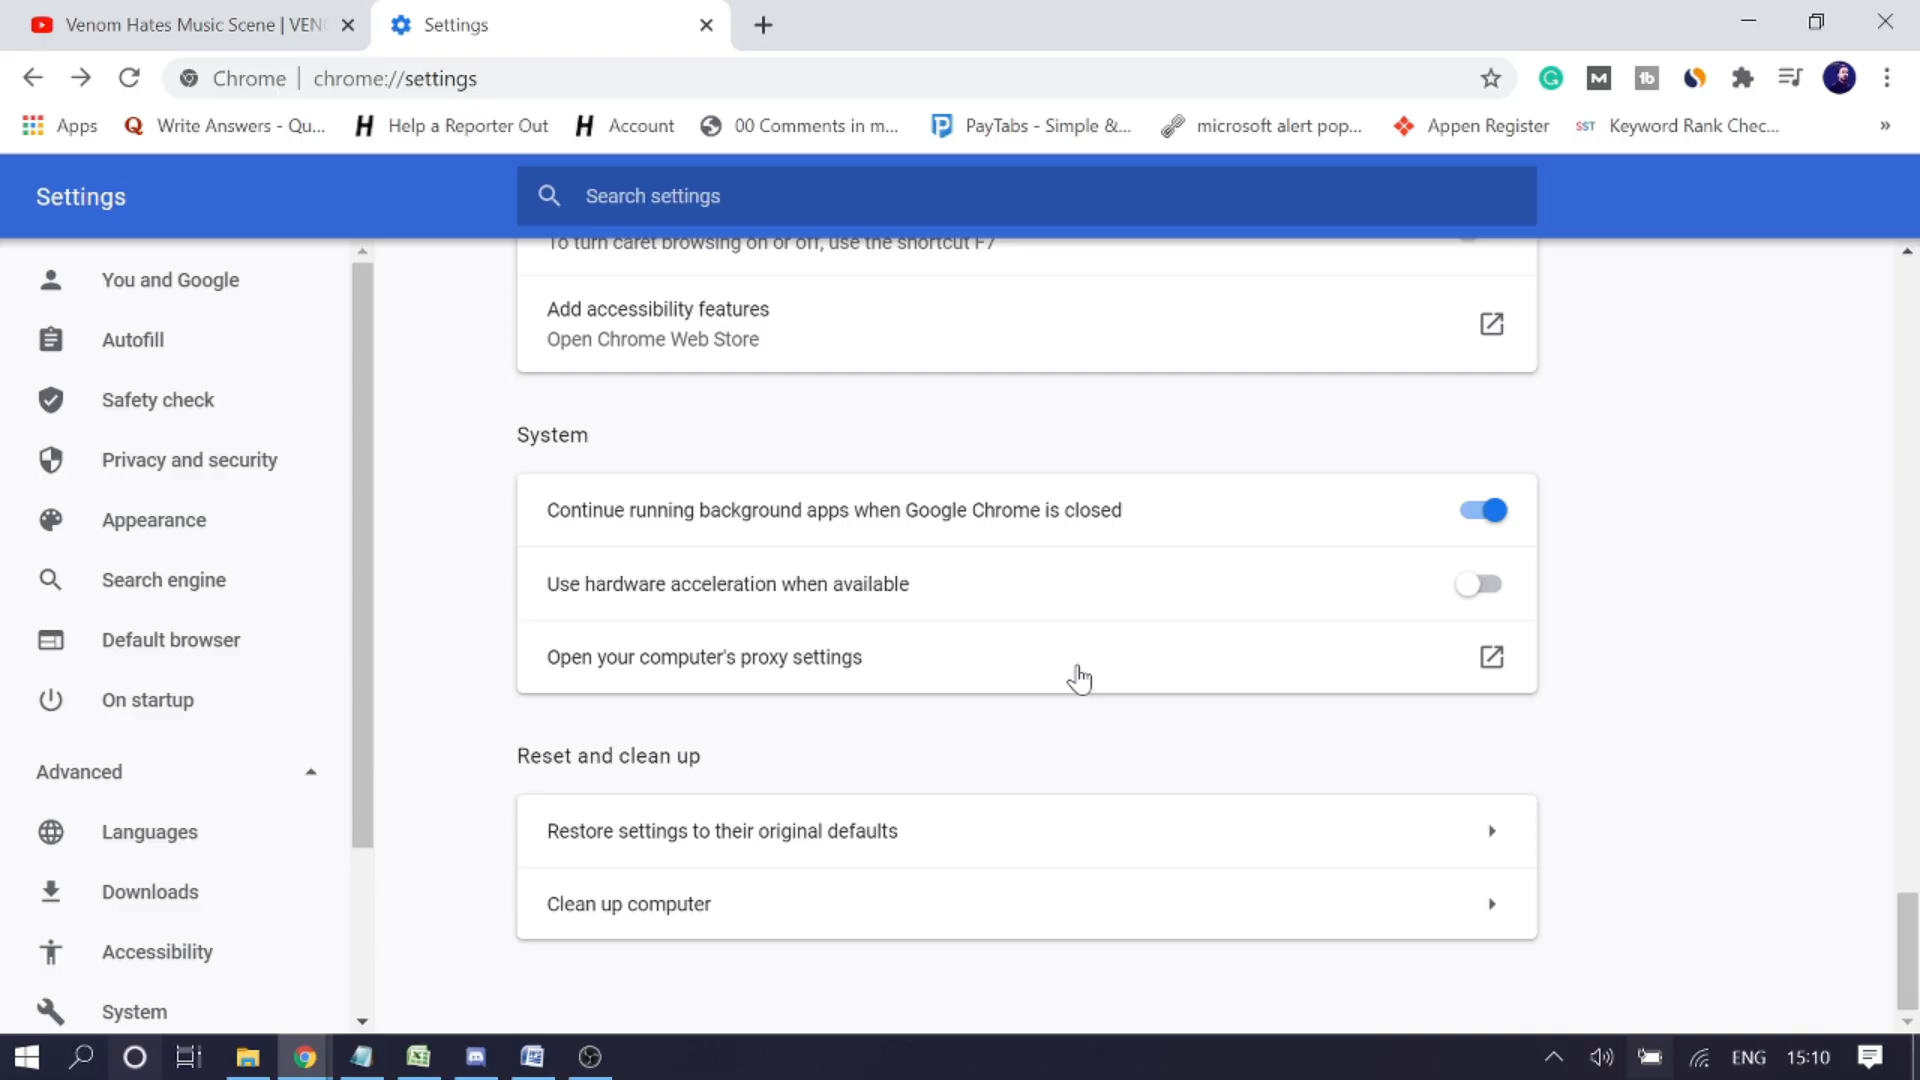 Venom Hates Music Scene | VEN
Settings
Chrome | chrome://settings
Apps
Write Answers - Qu...
Help a Reporter Out
Account
00 Comments in m...
PayTabs - Simple &...
microsoft alert pop...
Appen Register
SST Keyword Rank Chec...
»
Settings
Search settings
To turn caret browsing on or off, use the shortcut F7
You and Google
Autofill
Safety check
Privacy and security
Appearance
Search engine
Default browser
On startup
Advanced
Languages
Downloads
Accessibility
System
Add accessibility features
Open Chrome Web Store
System
Continue running background apps when Google Chrome is closed
Use hardware acceleration when available
Open your computer's proxy settings
Reset and clean up
Restore settings to their original defaults
Clean up computer
ENG
15:10